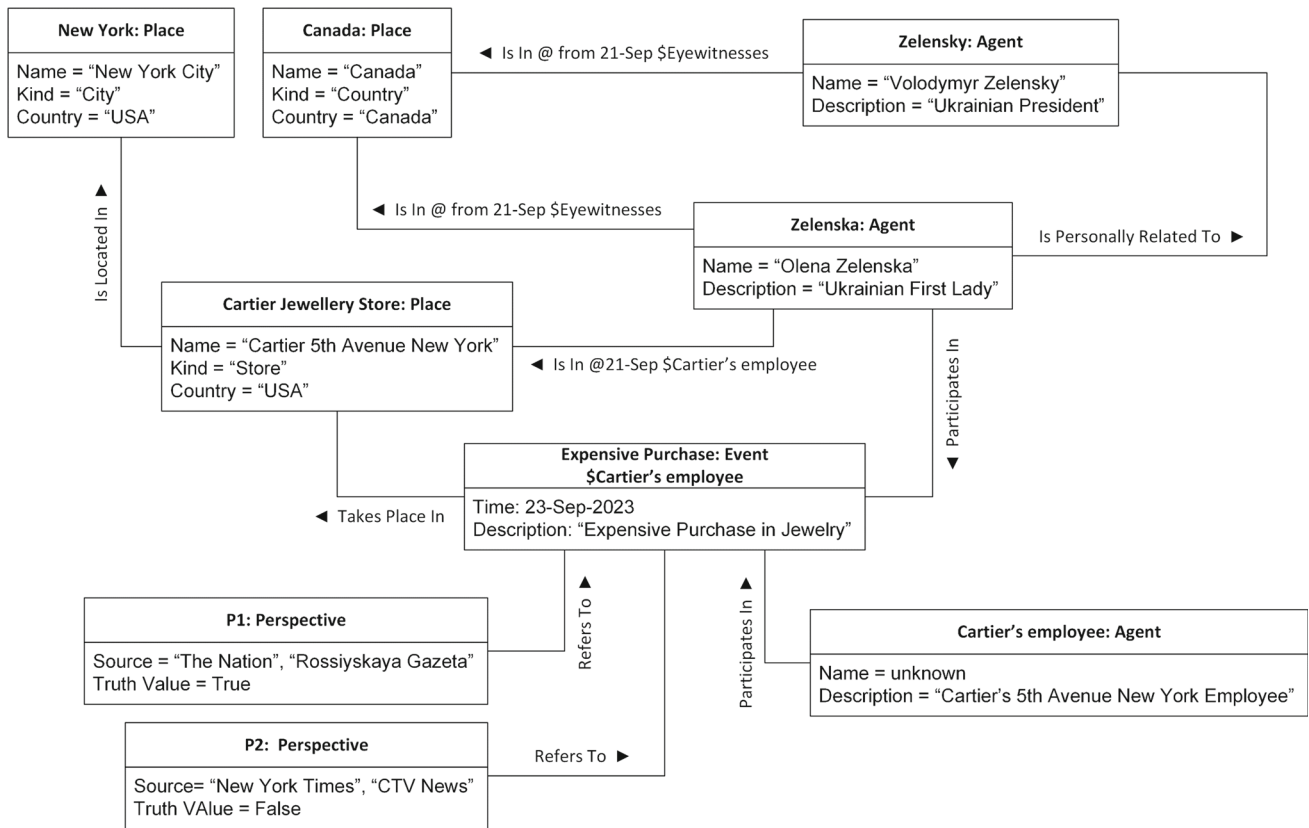 New York: Place
Name = “New York City”
Kind = “City”
Country = “USA”
Canada: Place
Name = “Canada”
Kind = “Country”
Country = “Canada”
◄ Is In @ from 21-Sep $Eyewitnesses
Zelensky: Agent
Name = “Volodymyr Zelensky”
Description = “Ukrainian President”
Is Located In ►
◄ Is In @ from 21-Sep $Eyewitnesses
Zelenska: Agent
Name = “Olena Zelenska”
Description = “Ukrainian First Lady”
Is Personally Related To ►
Cartier Jewellery Store: Place
Name = “Cartier 5th Avenue New York”
Kind = “Store”
Country = “USA”
◄ Is In @21-Sep $Cartier’s employee
◄ Participates In
Expensive Purchase: Event
$Cartier’s employee
Time: 23-Sep-2023
Description: “Expensive Purchase in Jewelry”
◄ Takes Place In
P1: Perspective
Source = “The Nation”, “Rossiyskaya Gazeta”
Truth Value = True
Refers To ►
Participates In ►
Cartier’s employee: Agent
Name = unknown
Description = “Cartier’s 5th Avenue New York Employee”
P2: Perspective
Source= “New York Times”, “CTV News”
Truth VAlue = False
Refers To ►